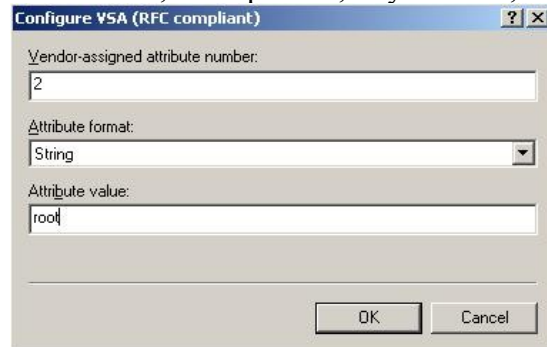 Configure VSA (RFC compliant)
Vendor-assigned attribute number:
2
Attribute format:
String
Attribute value:
root
OK Cancel